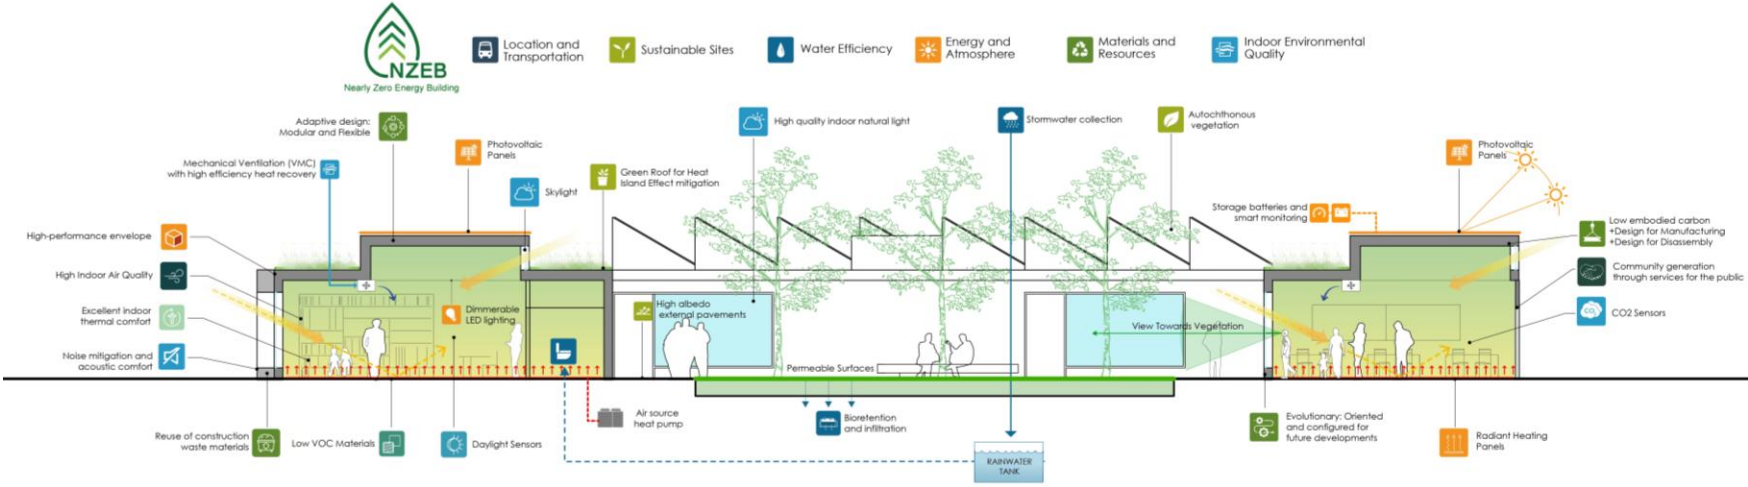 NZEB
Nearly Zero Energy Building
Location and
Transportation
Sustainable Sites
Water Efficiency
Energy and
Atmosphere
Materials and
Resources
Indoor Environmental
Quality
Adaptive design:
Modular and Flexible
Photovoltaic
Panels
Mechanical Ventilation (VMC)
with high efficiency heat recovery
Skylight
Green Roof for Heat
Island Effect mitigation
High quality indoor natural light
Stormwater collection
Autochthonous
vegetation
Photovoltaic
Panels
Storage batteries and
smart monitoring
Low embodied carbon
+Design for Manufacturing
+Design for Disassembly
High-performance envelope
High Indoor Air Quality
Community generation
through services for the public
Excellent indoor
thermal comfort
Dimmerable
LED lighting
High albedo
external pavements
View Towards Vegetation
CO2 Sensors
CO2
Noise mitigation and
acoustic comfort
Permeable Surfaces
Reuse of construction
waste materials
Low VOC Materials
Daylight Sensors
Air source
heat pump
Bioretention
and infiltration
RAINWATER
TANK
Evolutionary: Oriented
and configured for
future developments
Radiant Heating
Panels